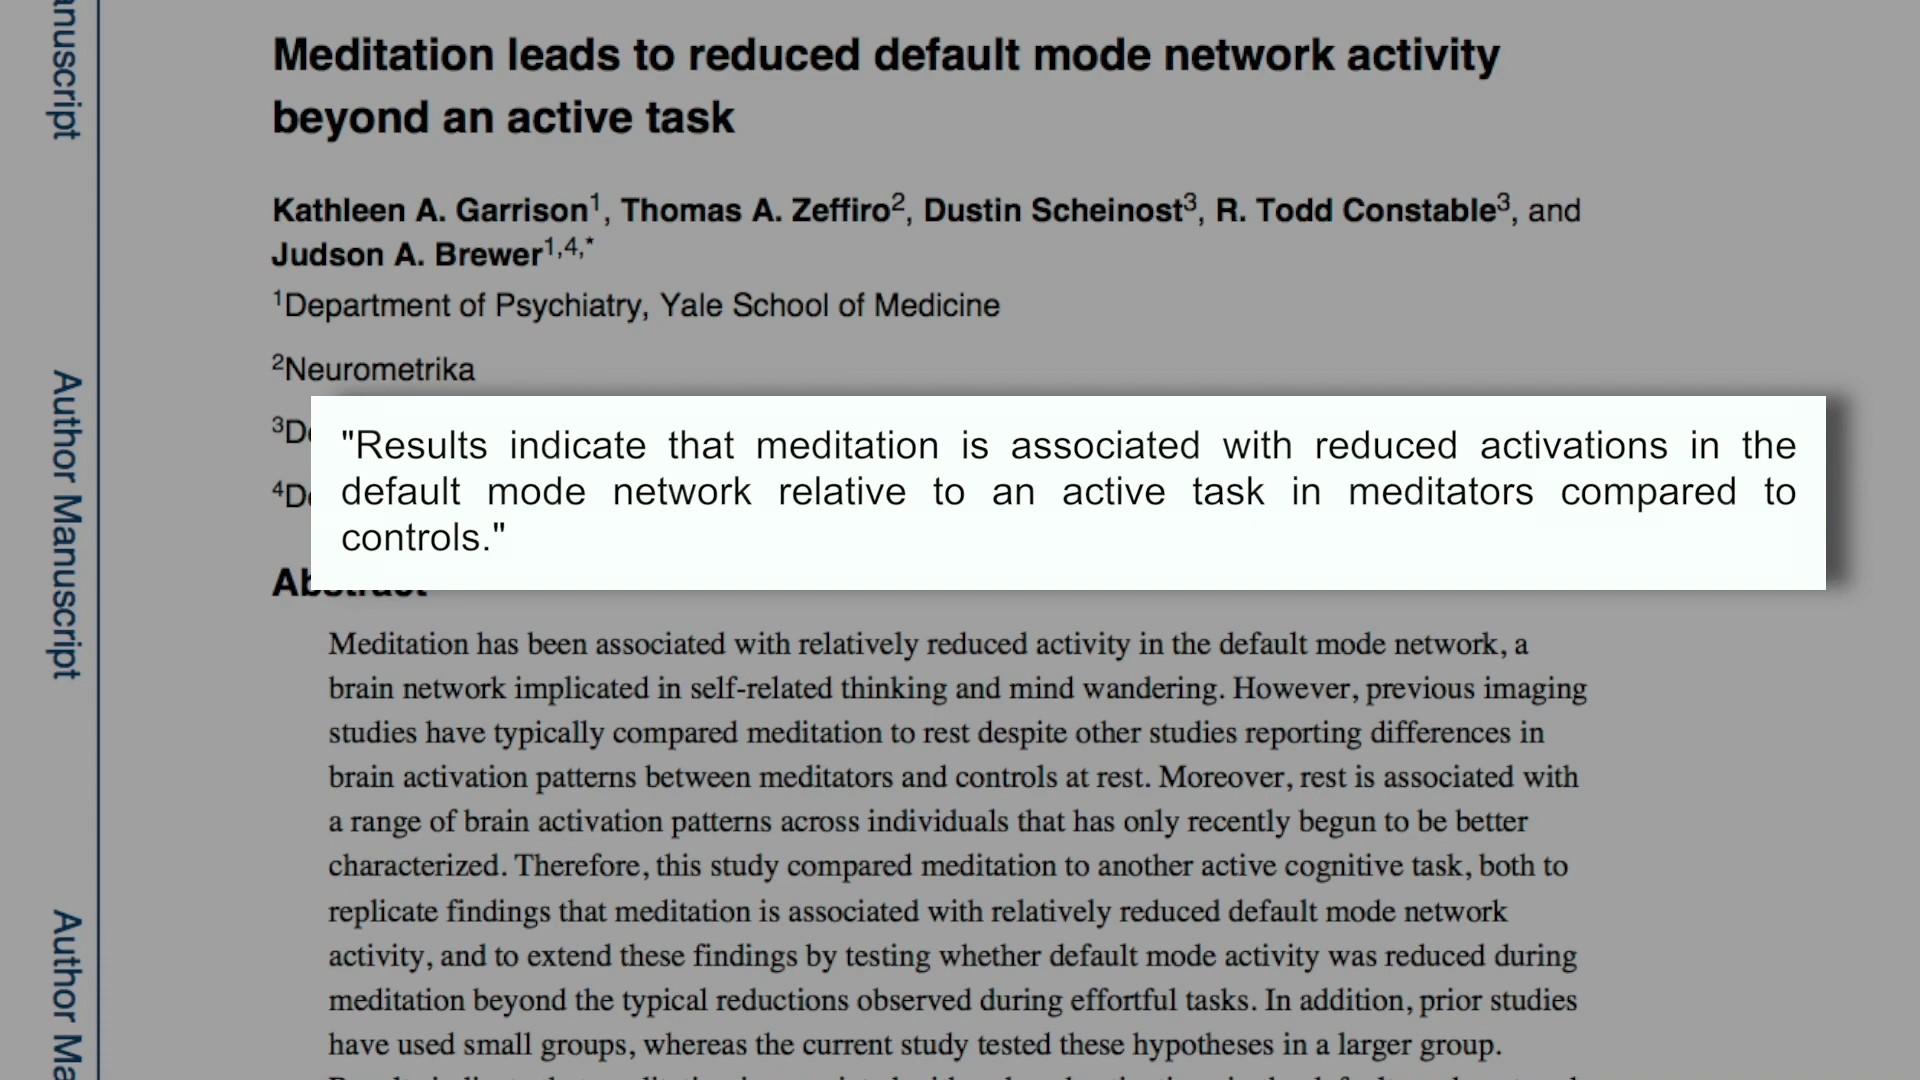 anuscript
Author Manuscript
Author Ma
Meditation leads to reduced default mode network activity
beyond an active task
Kathleen A. Garrison1, Thomas A. Zeffiro2, Dustin Scheinost3, R. Todd Constable3, and
Judson A. Brewer1,4,*
1Department of Psychiatry, Yale School of Medicine
2Neurometrika
3De
4De
"Results indicate that meditation is associated with reduced activations in the
default mode network relative to an active task in meditators compared to
controls."
Abstract
Meditation has been associated with relatively reduced activity in the default mode network, a
brain network implicated in self-related thinking and mind wandering. However, previous imaging
studies have typically compared meditation to rest despite other studies reporting differences in
brain activation patterns between meditators and controls at rest. Moreover, rest is associated with
a range of brain activation patterns across individuals that has only recently begun to be better
characterized. Therefore, this study compared meditation to another active cognitive task, both to
replicate findings that meditation is associated with relatively reduced default mode network
activity, and to extend these findings by testing whether default mode activity was reduced during
meditation beyond the typical reductions observed during effortful tasks. In addition, prior studies
have used small groups, whereas the current study tested these hypotheses in a larger group.